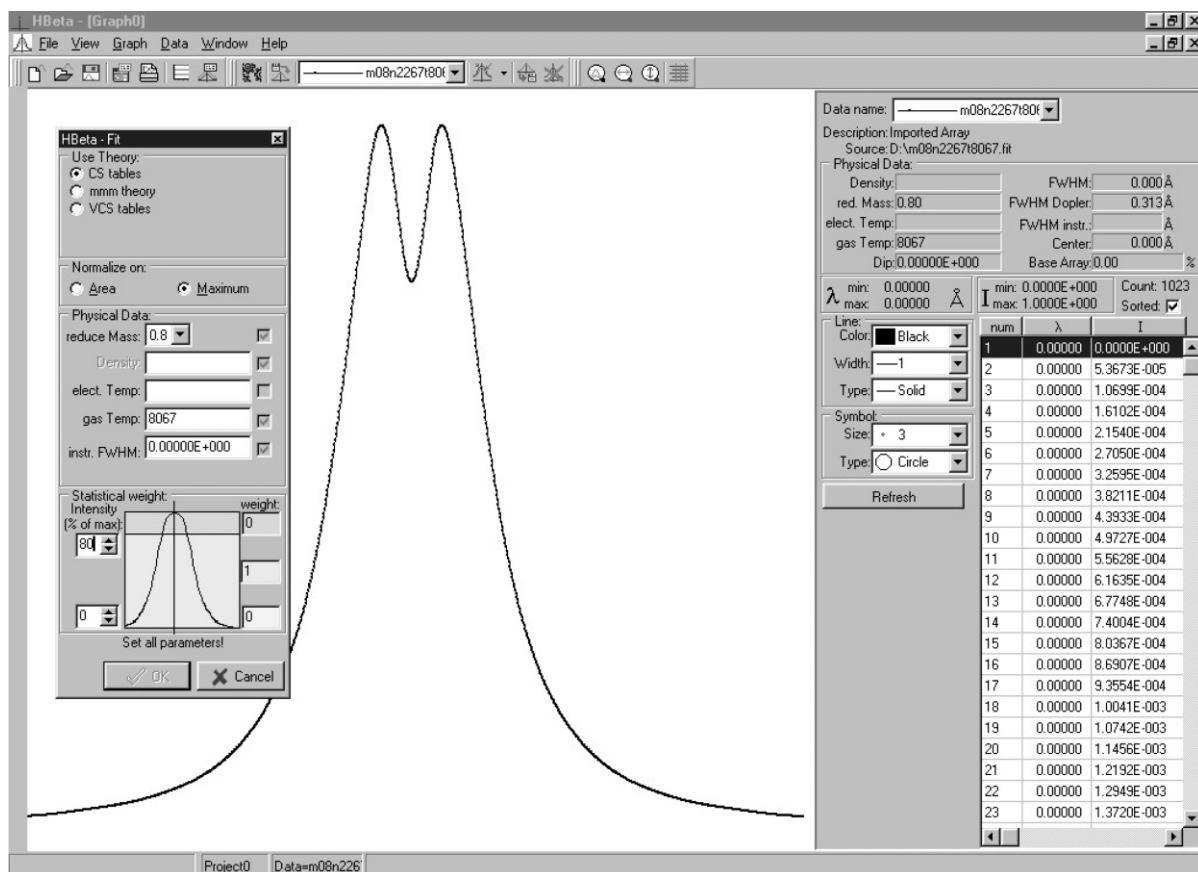 HBeta - [Graph0]
File View Graph Data Window Help
m08n2267t806
HBeta - Fit
Use Theory:
CS tables
mmm theory
VCS tables
Normalize on:
Area Maximum
Physical Data:
reduce Mass: 0.8
Density:
elect. Temp:
gas Temp: 8067
instr. FWHM: 0.00000E+000
Statistical weight:
Intensity weight:
(% of max): 0
80
1
0 0
Set all parameters!
OK Cancel
Data name: m08n2267t806
Description: Imported Array
Source: D:\m08n2267t8067.fit
Physical Data:
Density: FWHM: 0.000 Å
red. Mass: 0.80 FWHM Dopler: 0.313 Å
elect. Temp: FWHM instr.: Å
gas Temp: 8067 Center: 0.000 Å
Dip: 0.00000E+000 Base Array: 0.00 %
λ min: 0.00000 Å
max: 0.00000
I min: 0.0000E+000 Count: 1023
max: 1.0000E+000 Sorted:
Line:
Color: Black
Width: 1
Type: Solid
Symbol:
Size: 3
Type: Circle
Refresh
num λ I
1 0.00000 0.0000E+000
2 0.00000 5.3673E-005
3 0.00000 1.0699E-004
4 0.00000 1.6102E-004
5 0.00000 2.1540E-004
6 0.00000 2.7050E-004
7 0.00000 3.2595E-004
8 0.00000 3.8211E-004
9 0.00000 4.3933E-004
10 0.00000 4.9727E-004
11 0.00000 5.5628E-004
12 0.00000 6.1635E-004
13 0.00000 6.7748E-004
14 0.00000 7.4004E-004
15 0.00000 8.0367E-004
16 0.00000 8.6907E-004
17 0.00000 9.3554E-004
18 0.00000 1.0041E-003
19 0.00000 1.0742E-003
20 0.00000 1.1456E-003
21 0.00000 1.2192E-003
22 0.00000 1.2949E-003
23 0.00000 1.3720E-003
Project0 Data=m08n226